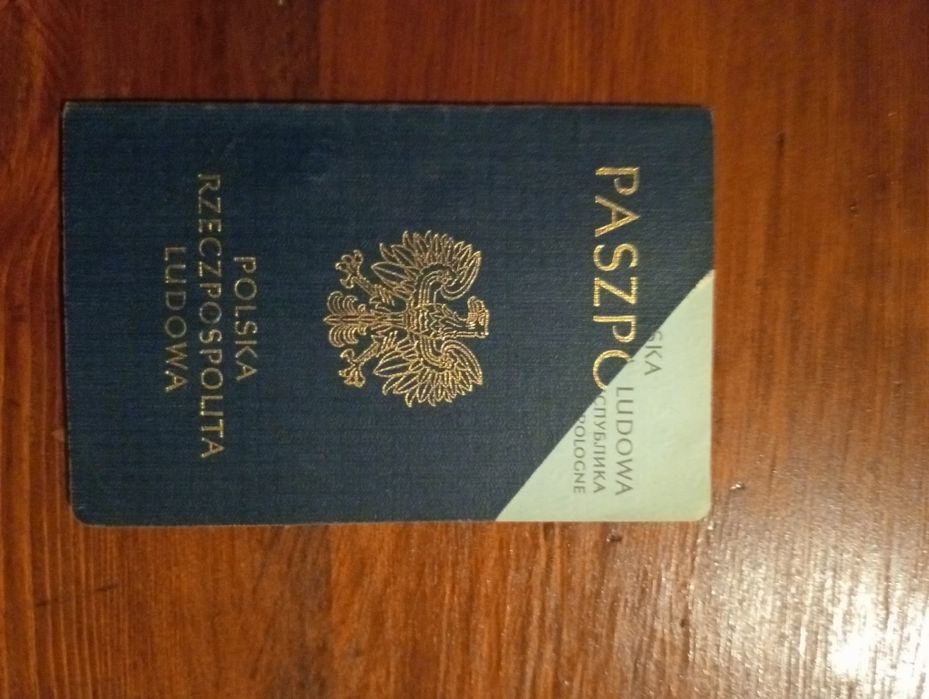 PASZPO
SKA
LUDOWA
СПУБЛИКА
POLOGNE
POLSKA
RZECZPOSPOLITA
LUDOWA